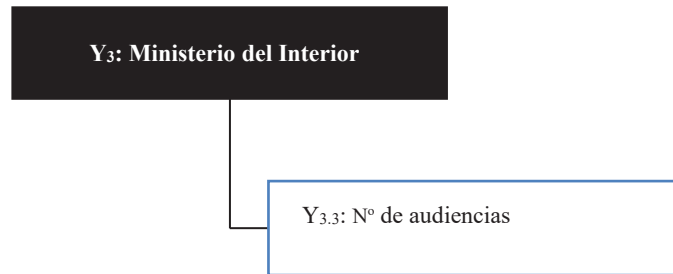 Y₃: Ministerio del Interior
Y₃.₃: Nº de audiencias